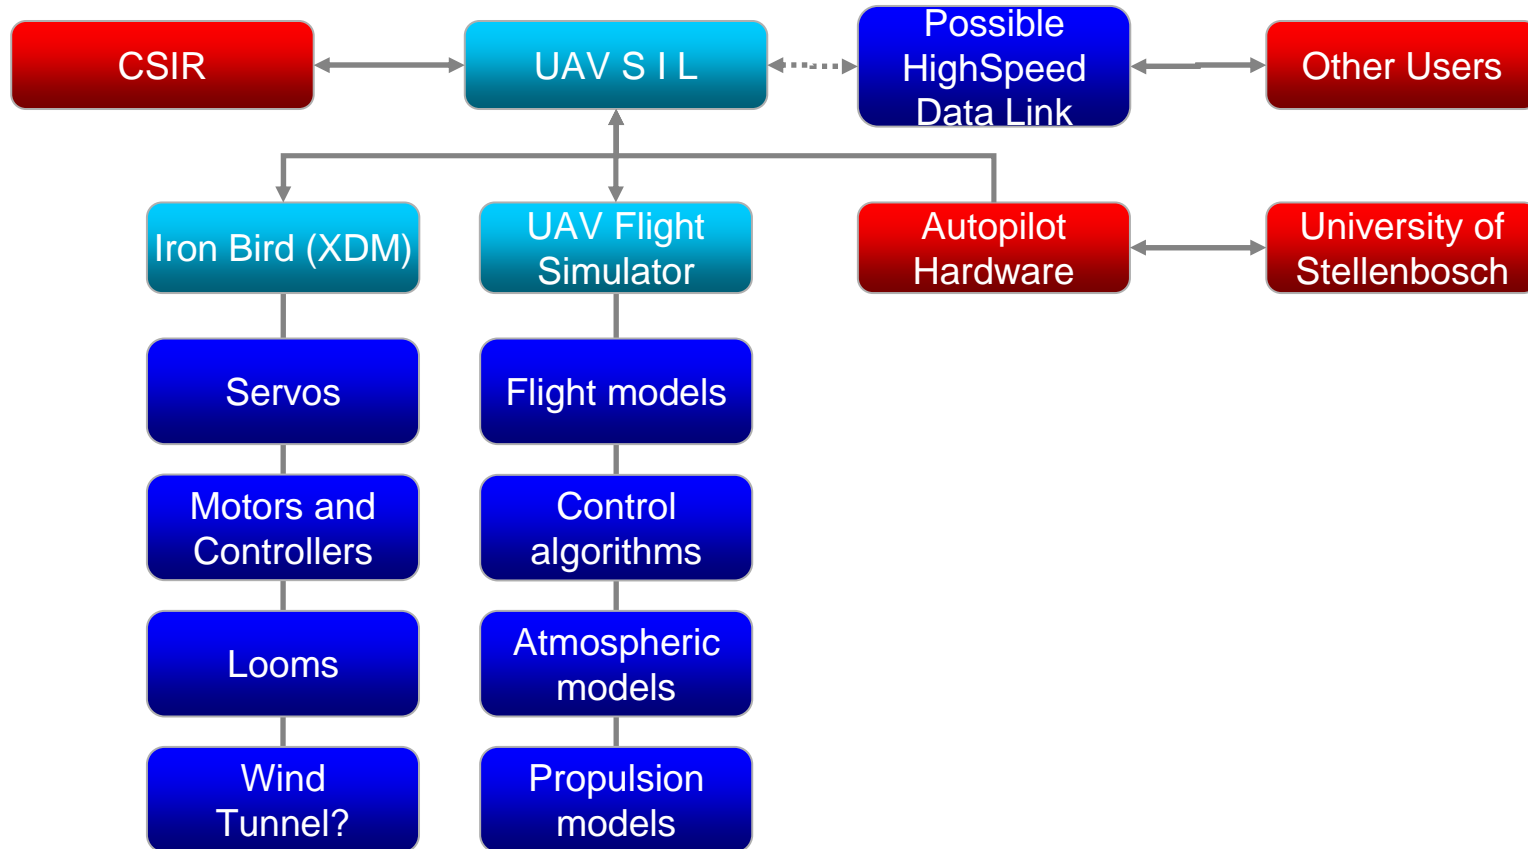 CSIR
UAV S I L
Possible
HighSpeed
Data Link
Other Users
Iron Bird (XDM)
UAV Flight
Simulator
Autopilot
Hardware
University of
Stellenbosch
Servos
Flight models
Motors and
Controllers
Control
algorithms
Looms
Atmospheric
models
Wind
Tunnel?
Propulsion
models